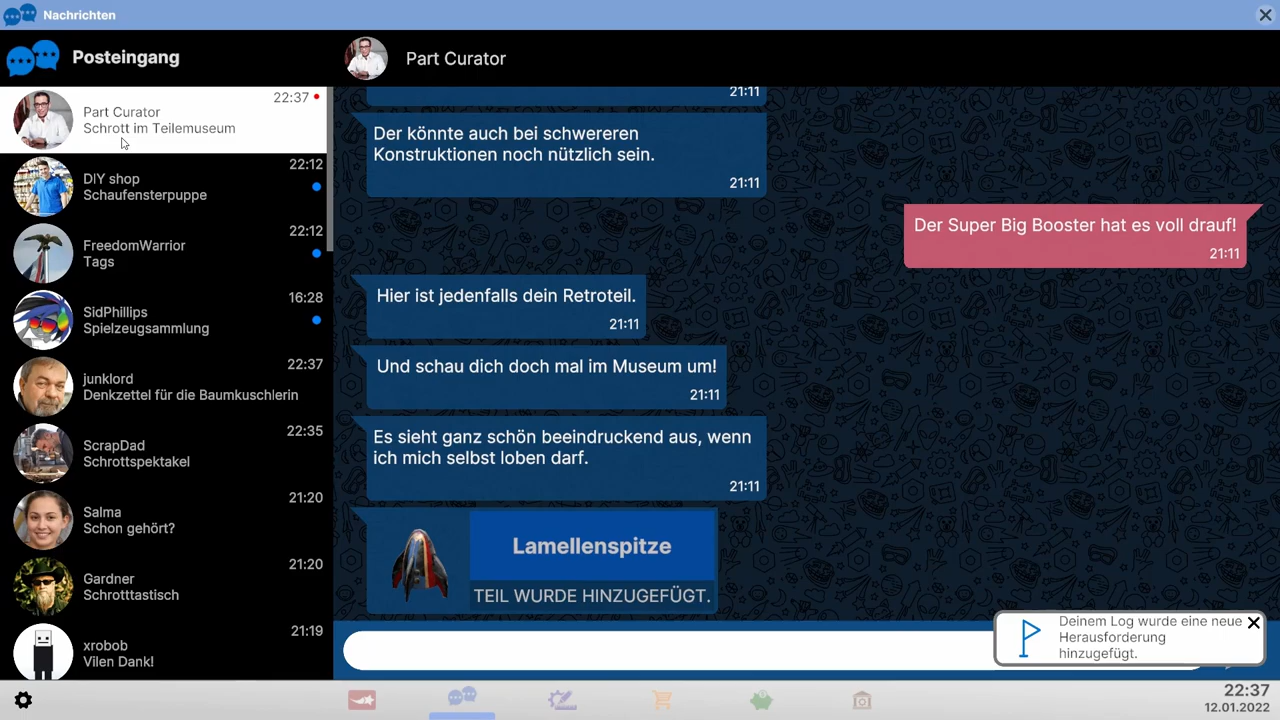 Nachrichten
Posteingang
Part Curator
22:37
Part Curator
Schrott im Teilemuseum
22:12
DIY shop
Schaufensterpuppe
22:12
FreedomWarrior
Tags
16:28
SidPhillips
Spielzeugsammlung
22:37
junklord
Denkzettel für die Baumkuschlerin
22:35
ScrapDad
Schrottspektakel
21:20
Salma
Schon gehört?
21:20
Gardner
Schrotttastisch
21:19
xrobob
Vilen Dank!
21:11
Der könnte auch bei schwereren
Konstruktionen noch nützlich sein.
21:11
Der Super Big Booster hat es voll drauf!
21:11
Hier ist jedenfalls dein Retroteil.
21:11
Und schau dich doch mal im Museum um!
21:11
Es sieht ganz schön beeindruckend aus, wenn
ich mich selbst loben darf.
21:11
Lamellenspitze
TEIL WURDE HINZUGEFÜGT.
Deinem Log wurde eine neue
Herausforderung
hinzufügt.
22:37
12.01.2022